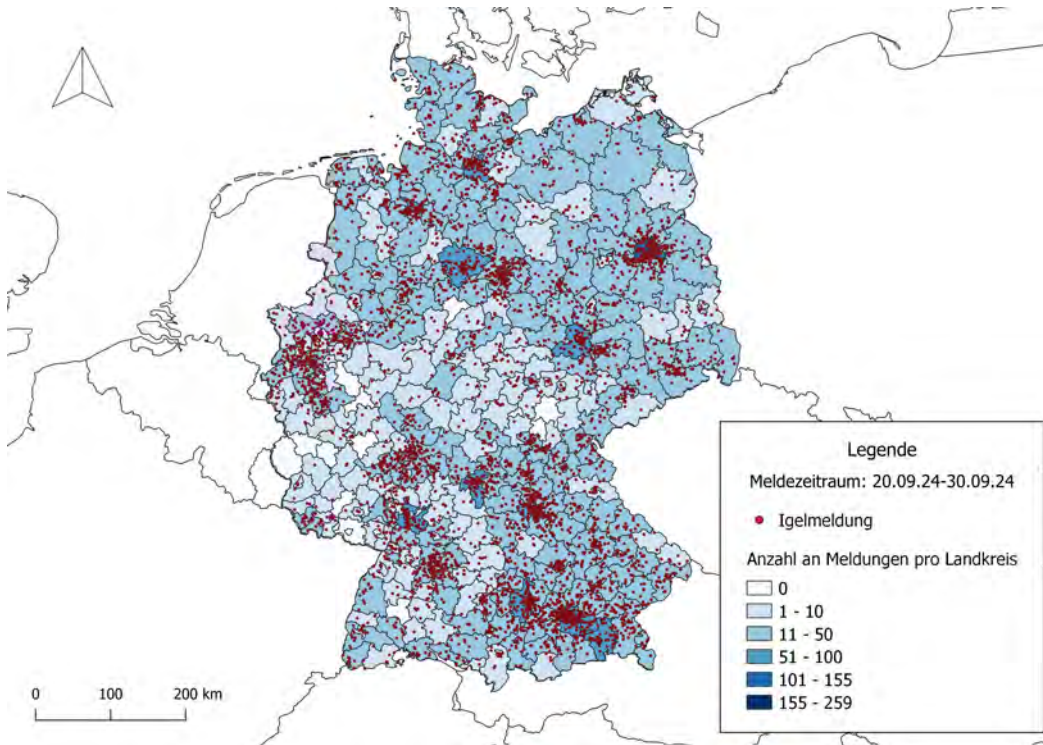 Legende
Meldezeitraum: 20.09.24-30.09.24
Igelmeldung
Anzahl an Meldungen pro Landkreis
0
1 - 10
11 - 50
51 - 100
101 - 155
155 - 259
0 100 200 km